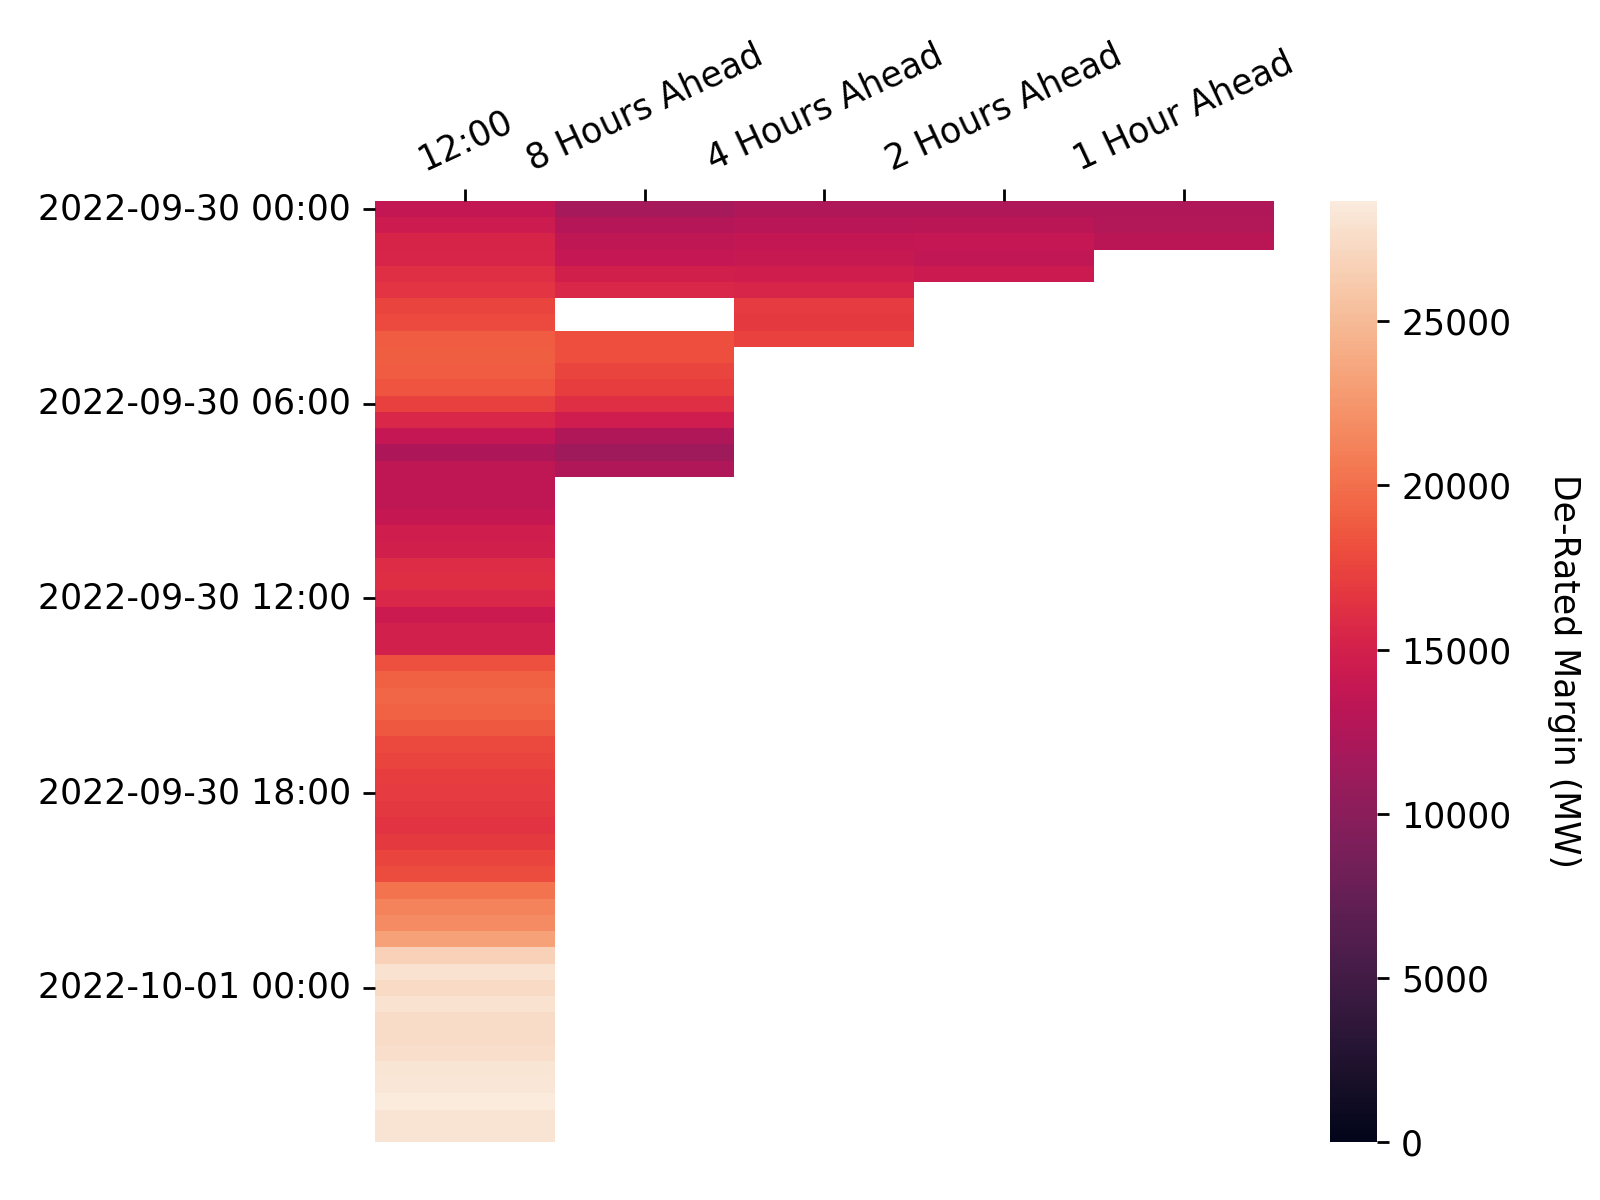 12:00
8 Hours Ahead
4 Hours Ahead
2 Hours Ahead
1 Hour Ahead
2022-09-30 00:00
2022-09-30 06:00
2022-09-30 12:00
2022-09-30 18:00
2022-10-01 00:00
25000
20000
15000
10000
5000
0
De-Rated Margin (MW)